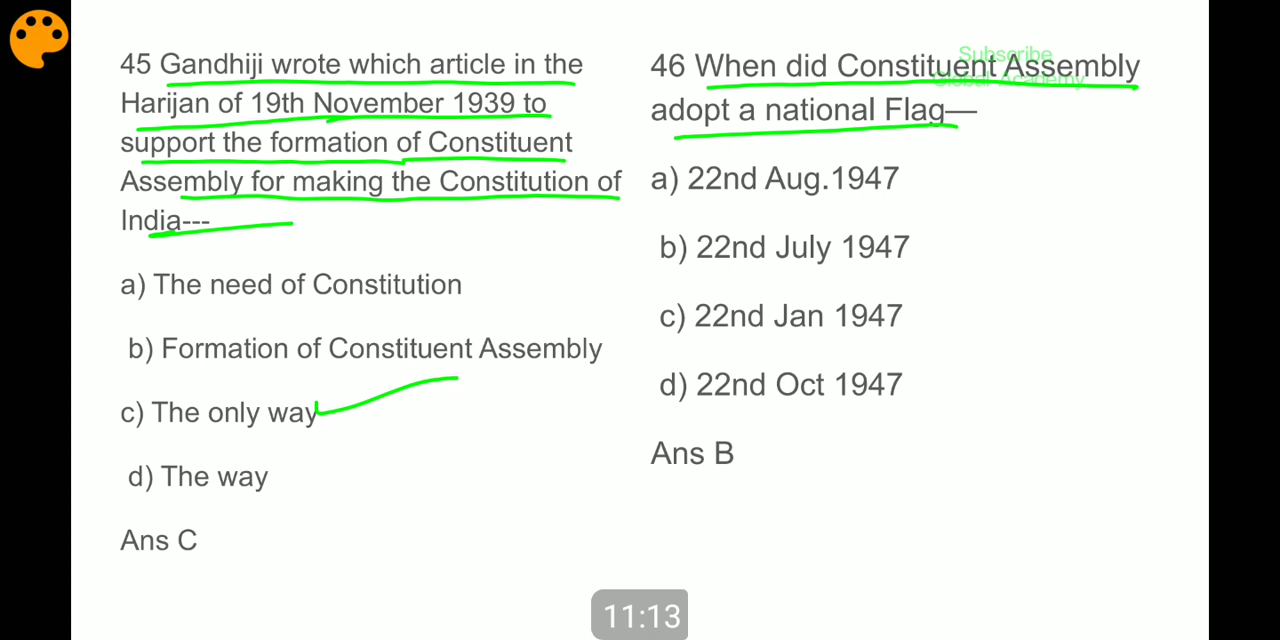 45 Gandhiji wrote which article in the
Harijan of 19th November 1939 to
support the formation of Constituent
Assembly for making the Constitution of
India---
a) The need of Constitution
b) Formation of Constituent Assembly
c) The only way
d) The way
Ans C
Subscribe
Global Academy
46 When did Constituent Assembly
adopt a national Flag—
a) 22nd Aug.1947
b) 22nd July 1947
c) 22nd Jan 1947
d) 22nd Oct 1947
Ans B
11:13